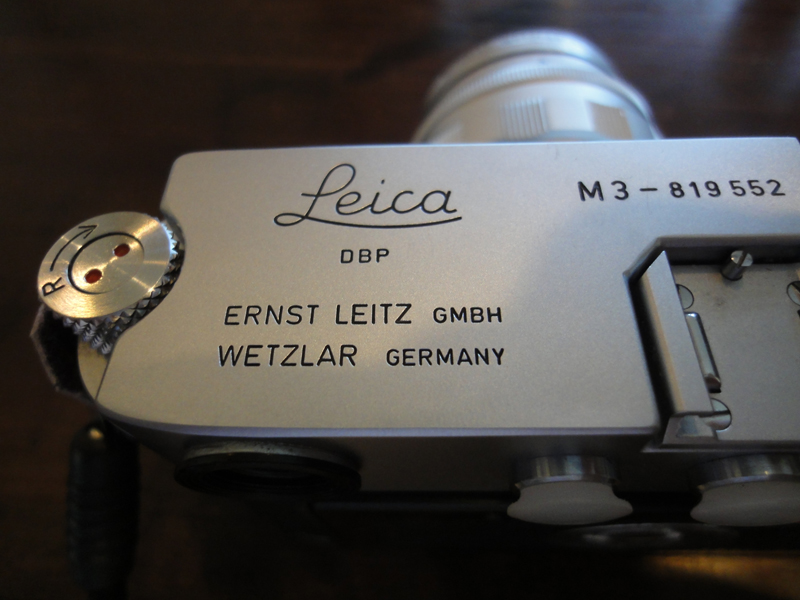 Leica
M3-819 552
DBP
ERNST LEITZ GMBH
WETZLAR GERMANY
R